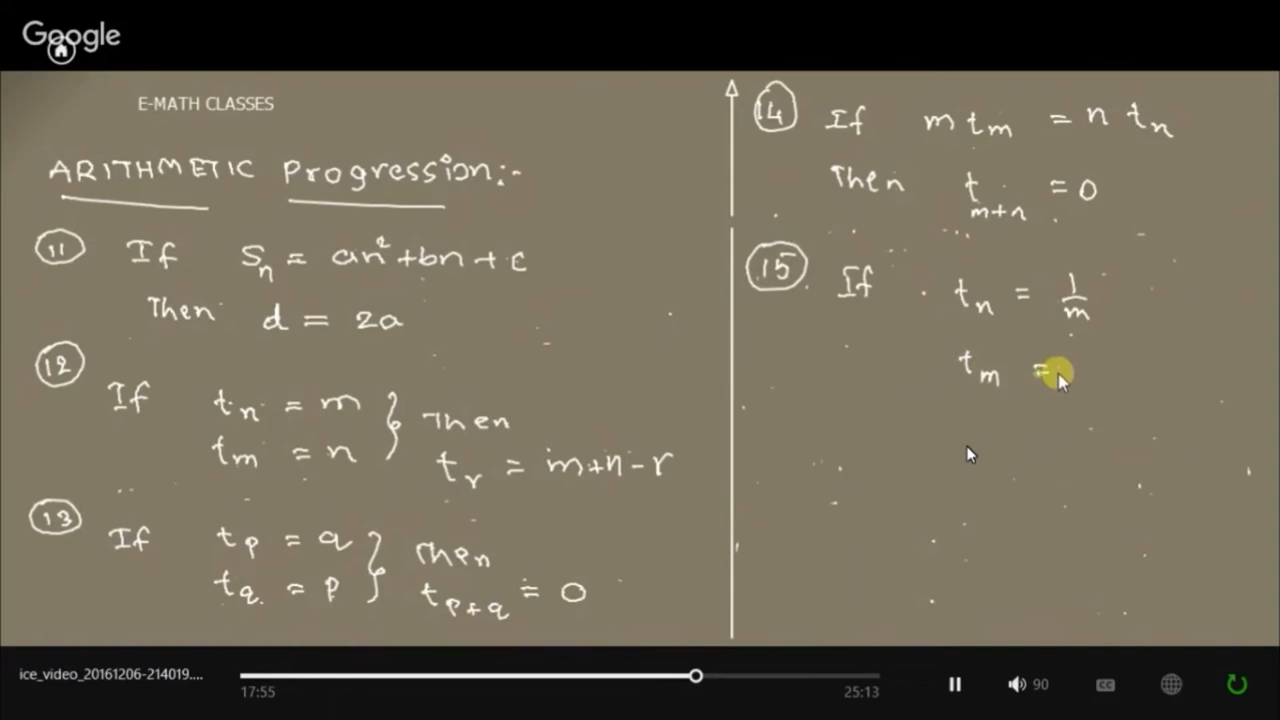 Google
E-MATH CLASSES
ARITHMETIC Progression:-
11 If Sn = an²+bn+c
Then d = 2a
12
If tn = m } Then
tm = n } tr = m+n-r
13 If tp = q } Then
tq = p } tp+q = 0
14 If m tm = n tn
Then tm+n = 0
15 If tn = 1/m
tm =
ice_video_20161206-214019....
17:55
25:13
90
CC